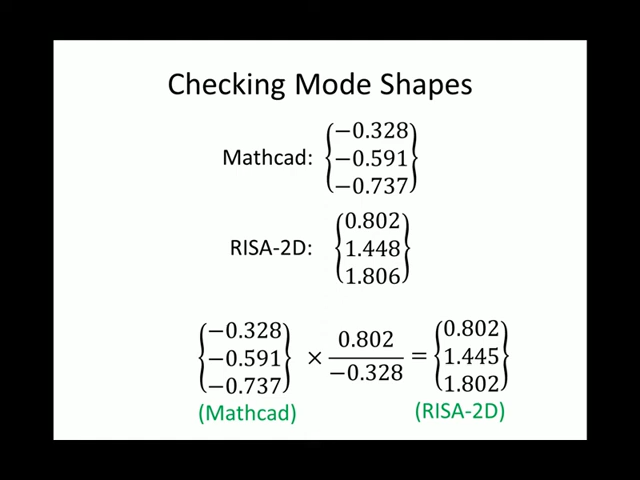 Checking Mode Shapes
Mathcad: {−0.328
−0.591
−0.737}
RISA-2D: {0.802
1.448
1.806}
{−0.328
−0.591
−0.737} × 0.802/−0.328 = {0.802
1.445
1.802}
(Mathcad) (RISA-2D)